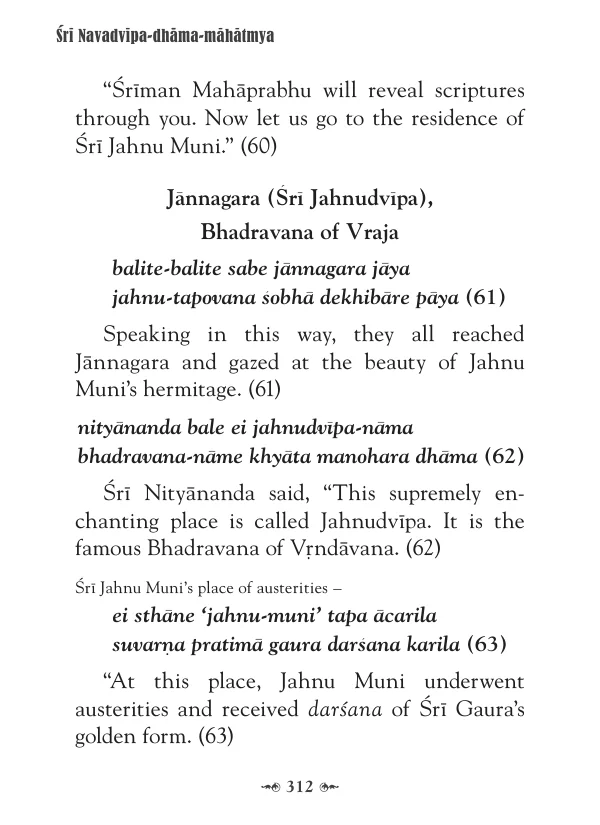 Śrī Navadvīpa-dhāma-māhātmya
“Śrīman Mahāprabhu will reveal scriptures
through you. Now let us go to the residence of
Śrī Jahnu Muni.” (60)
Jānnagara (Śrī Jahnudvīpa),
Bhadravana of Vraja
balite-balite sabe jānnagara jāya
jahnu-tapovana śobhā dekhibāre pāya (61)
Speaking in this way, they all reached
Jānnagara and gazed at the beauty of Jahnu
Muni’s hermitage. (61)
nityānanda bale ei jahnudvīpa-nāma
bhadravana-nāme khyāta manohara dhāma (62)
Śrī Nityānanda said, “This supremely en-
chanting place is called Jahnudvīpa. It is the
famous Bhadravana of Vṛndāvana. (62)
Śrī Jahnu Muni’s place of austerities –
ei sthāne ‘jahnu-muni’ tapa ācarila
suvarṇa pratimā gaura darśana karila (63)
“At this place, Jahnu Muni underwent
austerities and received darśana of Śrī Gaura’s
golden form. (63)
312